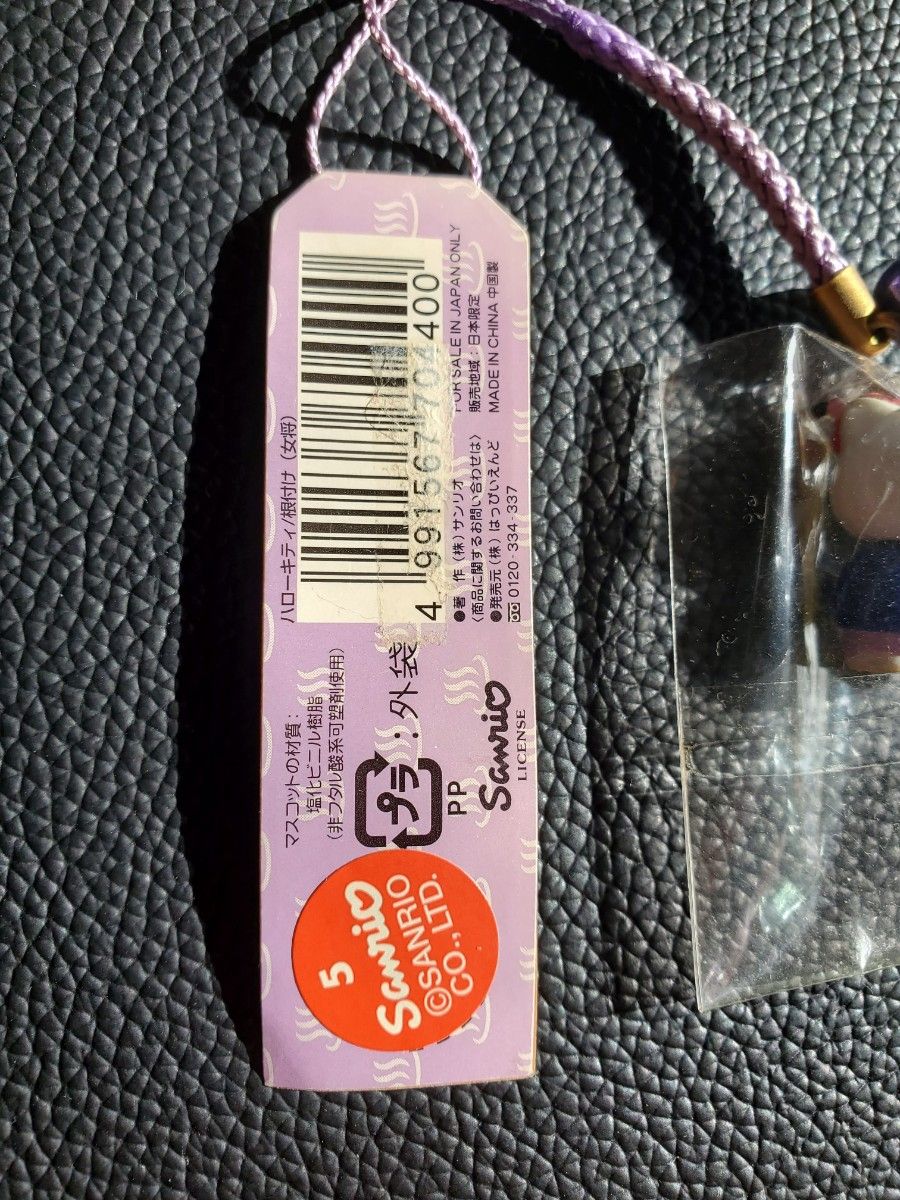 ハローキティ/根付け (女将)
4 991567 704400
FOR SALE IN JAPAN ONLY
販売地域：日本限定
MADE IN CHINA 中国製
●著 作 (株) サンリオ
〈商品に関するお問い合わせは〉
●発売元 (株) はっぴいえんど
0120-334-337
マスコットの材質：
塩化ビニル樹脂
(非フタル酸系可塑剤使用)
プラ：外袋
PP
Sanrio
LICENSE
5
Sanrio
©SANRIO
CO., LTD.